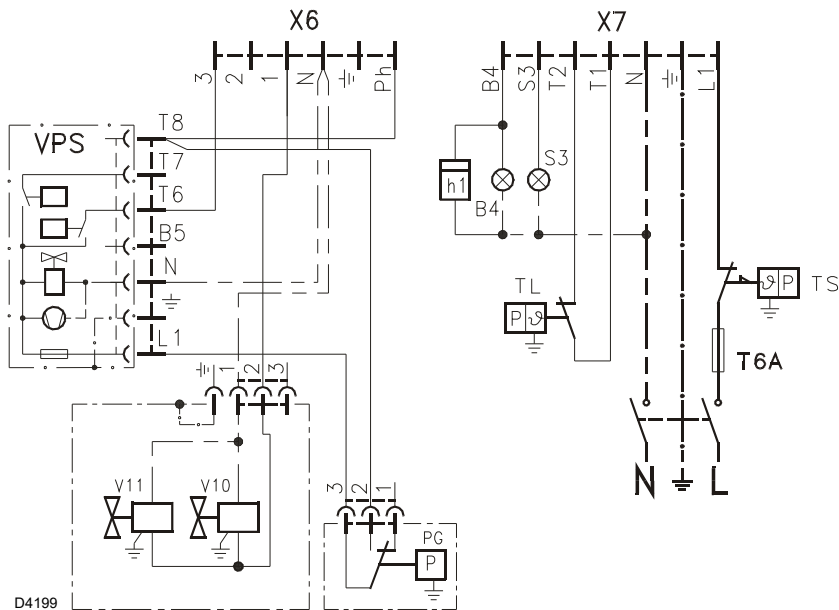 X6
X7
3
2
1
N
Ph
B4
S3
T2
T1
N
L1
VPS
T8
T7
T6
B5
N
L1
h1
B4
S3
TL
P ϑ
ϑ P
TS
T6A
N
L
1
2
3
V11
V10
3
2
1
PG
P
D4199